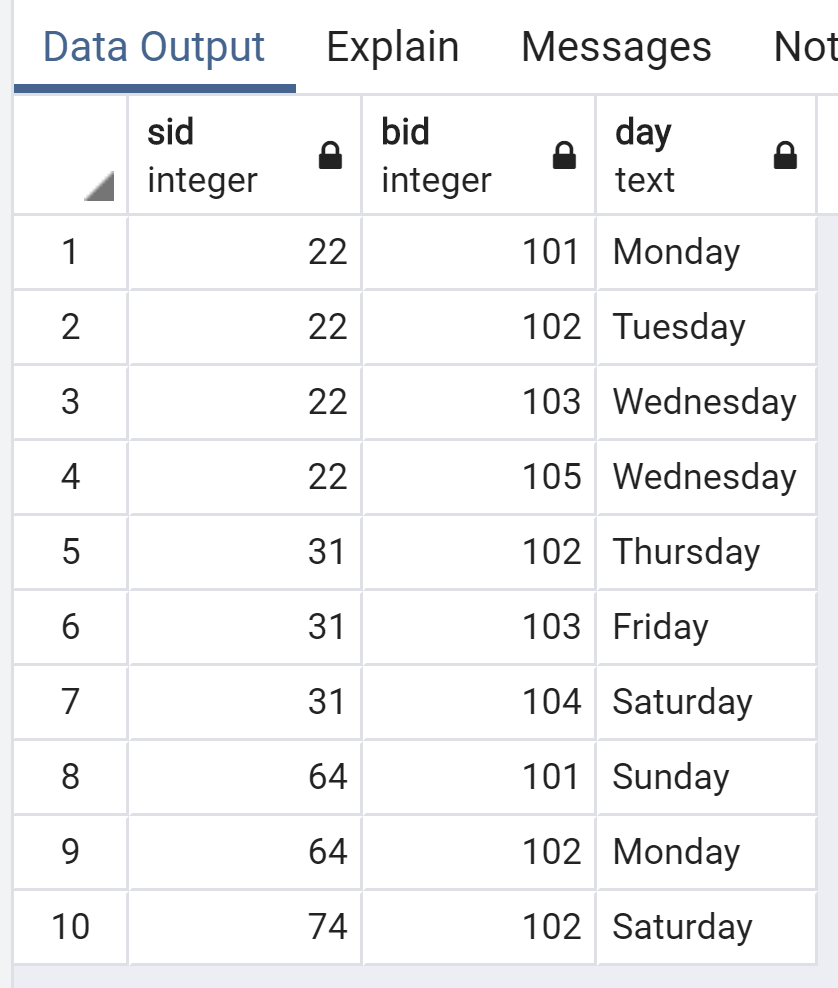 Data Output Explain Messages Not
sid bid day
integer integer text
1 22 101 Monday
2 22 102 Tuesday
3 22 103 Wednesday
4 22 105 Wednesday
5 31 102 Thursday
6 31 103 Friday
7 31 104 Saturday
8 64 101 Sunday
9 64 102 Monday
10 74 102 Saturday